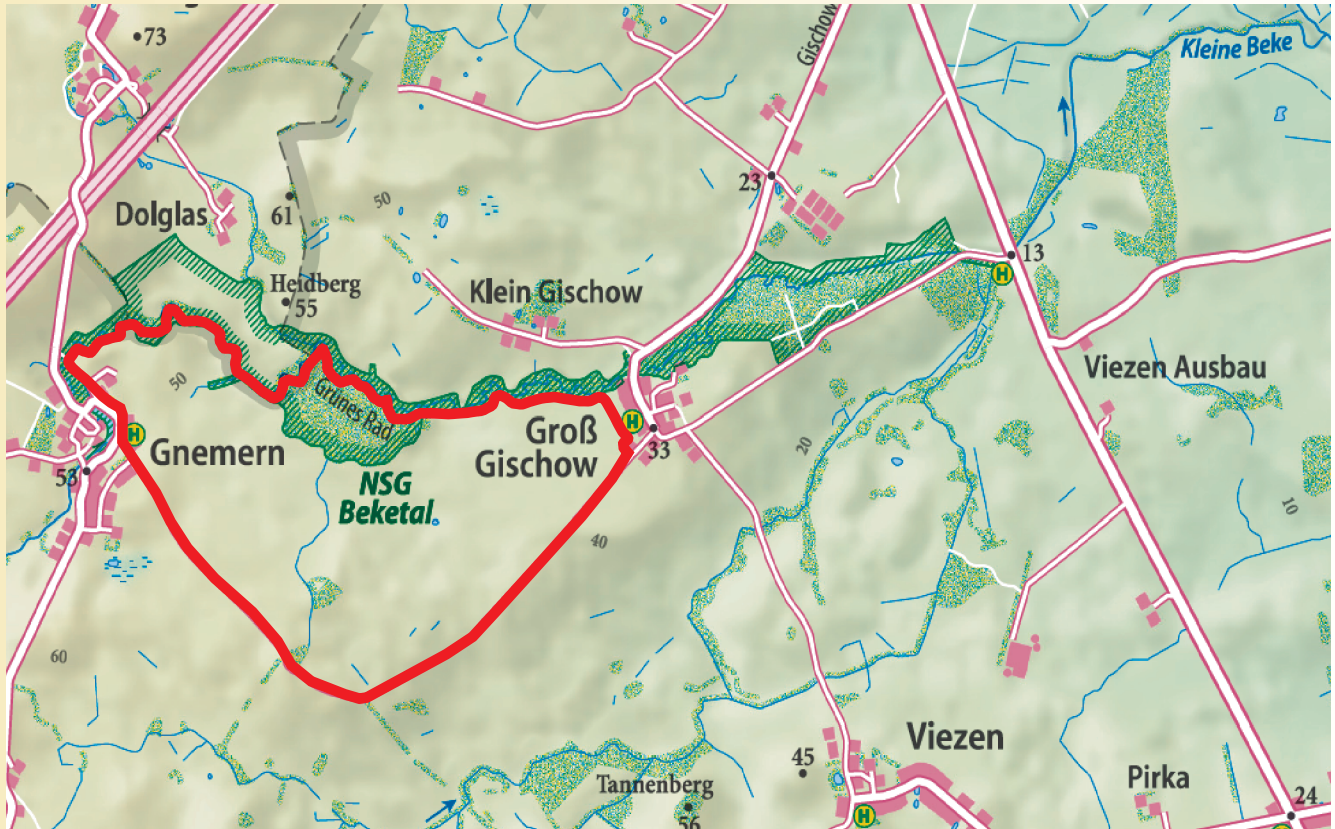 73
Gischow
Kleine Beke
23
Dolglas
61
50
13
H
Heidberg
55
Klein Gischow
50
Grünes Rad
Viezen Ausbau
H
H
Groß
Gischow
33
Gnemern
53
20
NSG
Beketal
10
40
60
Viezen
45
Tannenberg
56
Pirka
24
H
H